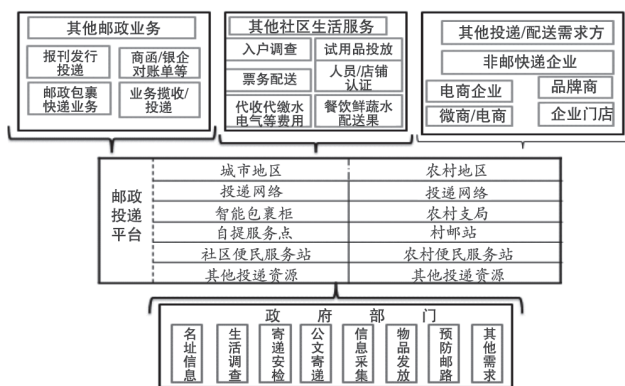 其他邮政业务
报刊发行
投递
商函/银企
对账单等
邮政包裹
快递业务
业务揽收/
投递
其他社区生活服务
入户调查
试用品投放
票务配送
人员/店铺
认证
代收代缴水
电气等费用
餐饮鲜蔬水
配送果
其他投递/配送需求方
非邮快递企业
电商企业
品牌商
微商/电商
企业门店
邮政
投递
平台
城市地区
农村地区
投递网络
投递网络
智能包裹柜
农村支局
自提服务点
村邮站
社区便民服务站
农村便民服务站
其他投递资源
其他投递资源
政府部门
名址信息
生活调查
寄递安检
公文寄递
信息采集
物品发放
预防邮路
其他需求